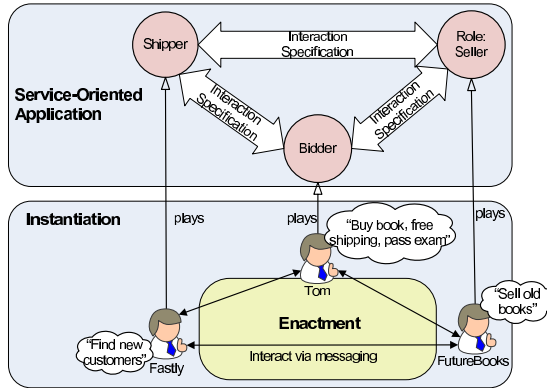 Shipper
Interaction
Specification
Role:
Seller
Service-Oriented
Application
Interaction
Specification
Interaction
Specification
Bidder
Instantiation
plays
plays
plays
"Buy book, free
shipping, pass exam"
Tom
"Sell old
books"
Enactment
"Find new
customers"
Interact via messaging
Fastly
FutureBooks